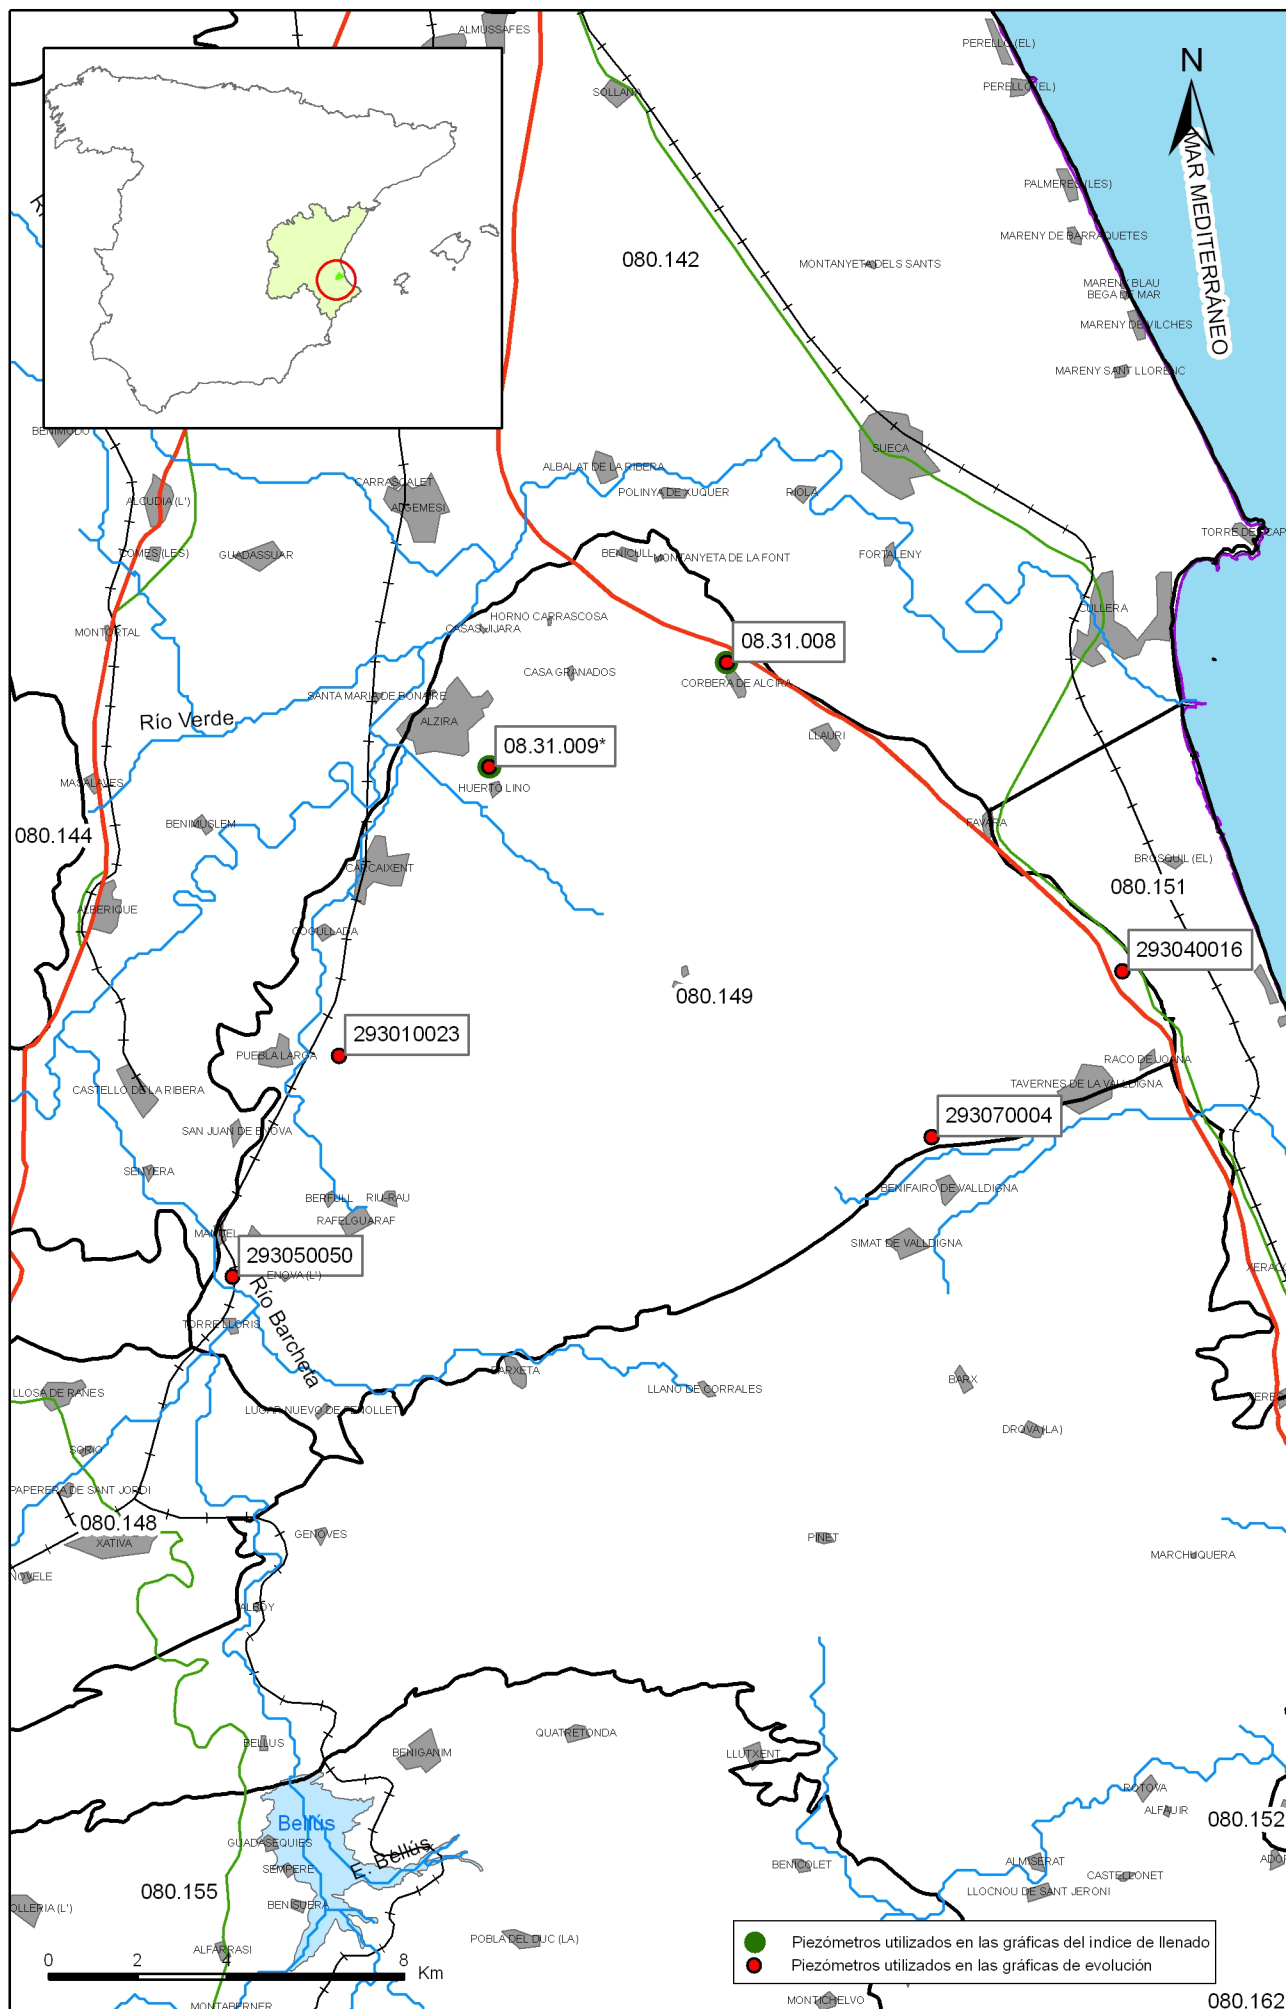 ALMUSSAFES
PERELLO (EL)
N
SOLLANA
PERELLO (EL)
MAR MEDITERRÁNEO
PALMERES (LES)
MARENY DE BARRAQUETES
080.142
MONTANYETA DELS SANTS
MARENY BLAU
BEGA DE MAR
MARENY DE VILCHES
MARENY SANT LLORENC
BENIMODO
SUECA
ALBALAT DE LA RIBERA
CARRASCALET
POLINYA DE XUQUER
RIOLA
ALCUDIA (L')
ALGEMESI
TOMES (LES)
GUADASSUAR
BENICULL
MONTANYETA DE LA FONT
FORTALENY
CULLERA
HORNO CARRASCOSA
CASAS JIJARA
MONTORTAL
08.31.008
CASA GRANADOS
CORBERA DE ALCIRA
SANTA MARIA DE BONAIRE
Río Verde
ALZIRA
LLAURI
08.31.009*
MASALAVES
HUERTO LINO
BENIMUSLEM
FAVARA
080.144
BROSQUIL (EL)
CARCAIXENT
080.151
ALBERIQUE
COGULLADA
293040016
080.149
293010023
PUEBLA LARGA
RACO DE JOANA
TAVERNES DE LA VALLDIGNA
CASTELLO DE LA RIBERA
293070004
SAN JUAN DE ENOVA
SENYERA
BENIFAIRO DE VALLDIGNA
BERFULL
RIU-RAU
RAFELGUARAF
MANUEL
SIMAT DE VALLDIGNA
293050050
ENOVA (L')
XERACO
Río Barcheta
TORRE LLORIS
BARXETA
BARX
LLOSA DE RANES
LLANO DE CORRALES
LUGAR NUEVO DE FENOLLET
DROVA (LA)
SORIO
PAPERERA DE SANT JORDI
080.148
GENOVES
XATIVA
PINET
MARCHUQUERA
NOVELE
ALBOY
QUATRETONDA
BELLUS
BENIGANIM
LLUTXENT
ROTOVA
ALFAUIR
080.152
Bellús
GUADASEQUIES
E. Bellús
SEMPERE
BENICOLET
ALMISERAT
ADOR
CASTELLONET
080.155
LLOCNOU DE SANT JERONI
BENISUERA
OLLERIA (L')
POBLA DEL DUC (LA)
ALFARRASI
Piezómetros utilizados en las gráficas del índice de llenado
Piezómetros utilizados en las gráficas de evolución
0 2 4 8 Km
MONTABERNER
MONTICHELVO
080.162